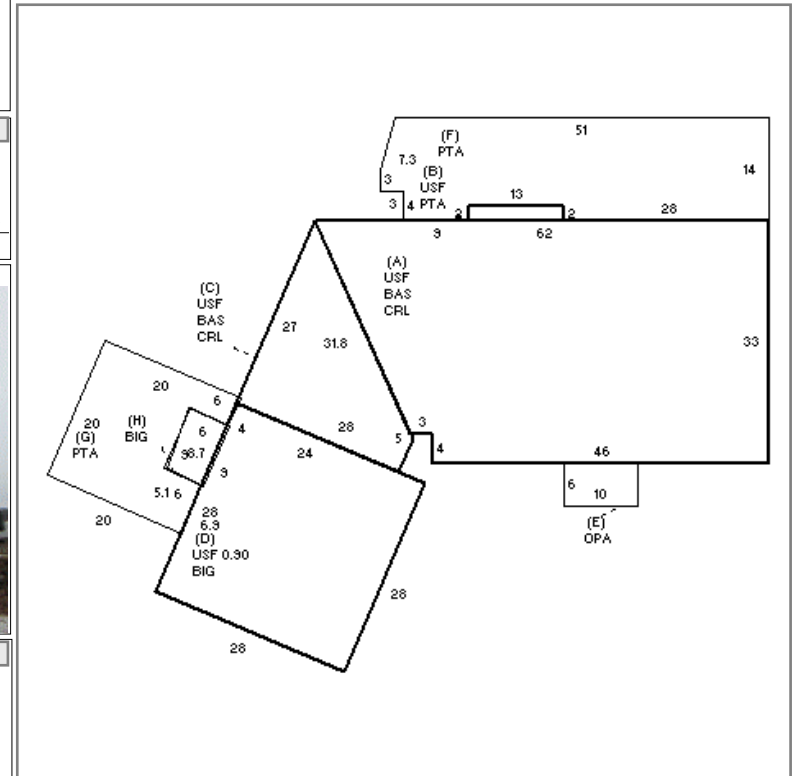 51
(F)
PTA
7.3
14
(B)
USF
PTA
3
3
4
13
2
2
28
9
62
(A)
USF
BAS
CRL
(C)
USF
BAS
CRL
27
31.8
33
20
6
3
28
5
4
(H)
BIG
6
4
24
46
20
(G)
PTA
98.7
9
6
10
5.1 6
28
6.9
(D)
USF 0.90
BIG
20
(E)
OPA
28
28